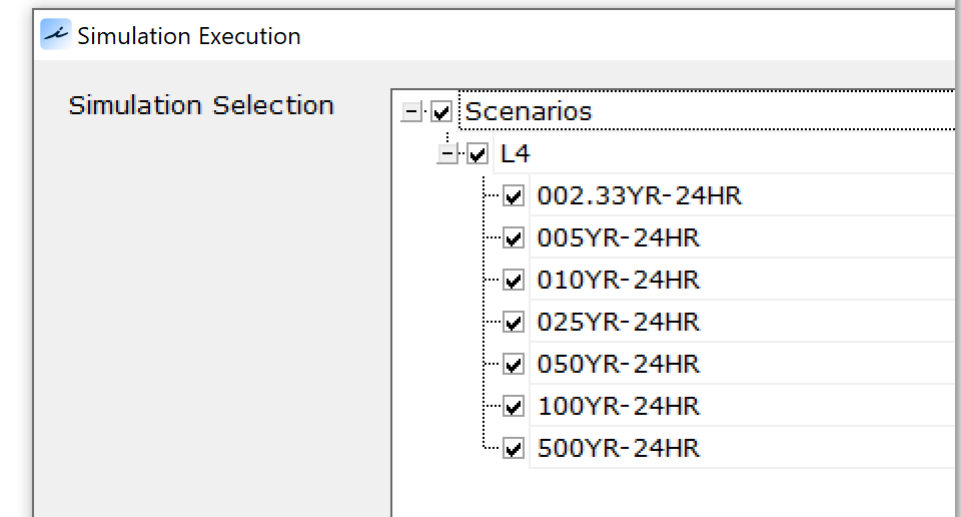 Simulation Execution
Simulation Selection
Scenarios
L4
002.33YR-24HR
005YR-24HR
010YR-24HR
025YR-24HR
050YR-24HR
100YR-24HR
500YR-24HR